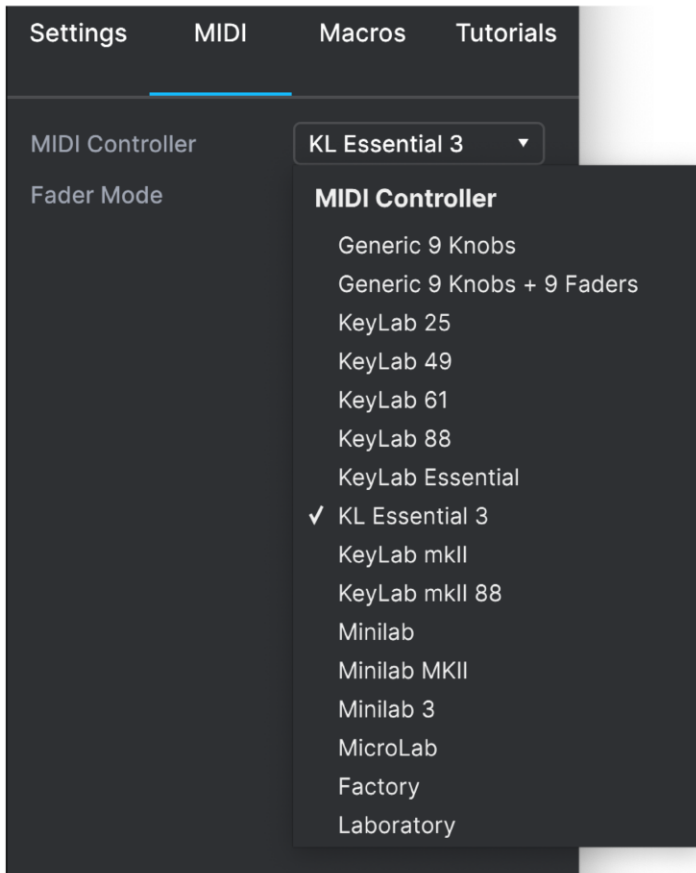 Settings MIDI Macros Tutorials
MIDI Controller KL Essential 3
Fader Mode
MIDI Controller
Generic 9 Knobs
Generic 9 Knobs + 9 Faders
KeyLab 25
KeyLab 49
KeyLab 61
KeyLab 88
KeyLab Essential
✓ KL Essential 3
KeyLab mkII
KeyLab mkII 88
Minilab
Minilab MKII
Minilab 3
MicroLab
Factory
Laboratory